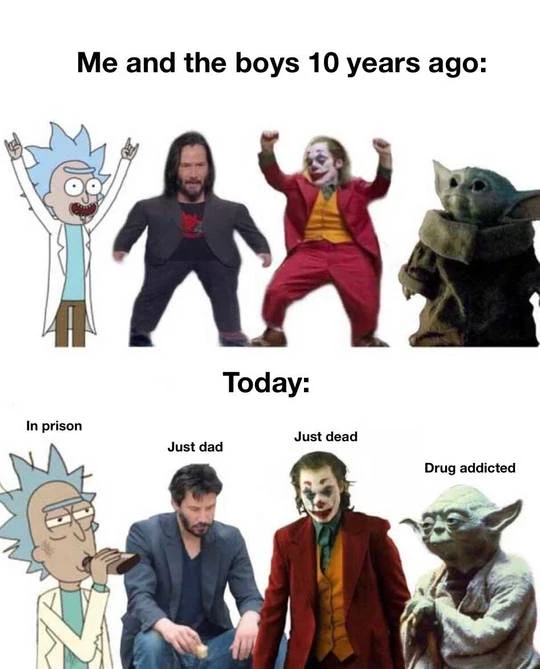 Me and the boys 10 years ago:
Today:
In prison
Just dad
Just dead
Drug addicted